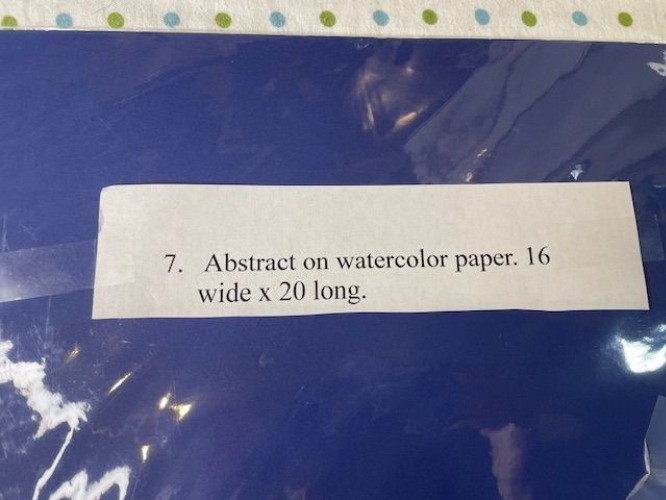 7. Abstract on watercolor paper. 16
wide x 20 long.